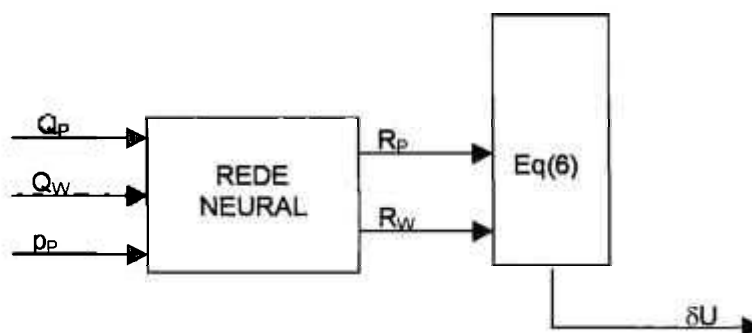 Q_P
Q_W
p_P
REDE
NEURAL
R_P
R_W
Eq(6)
δU